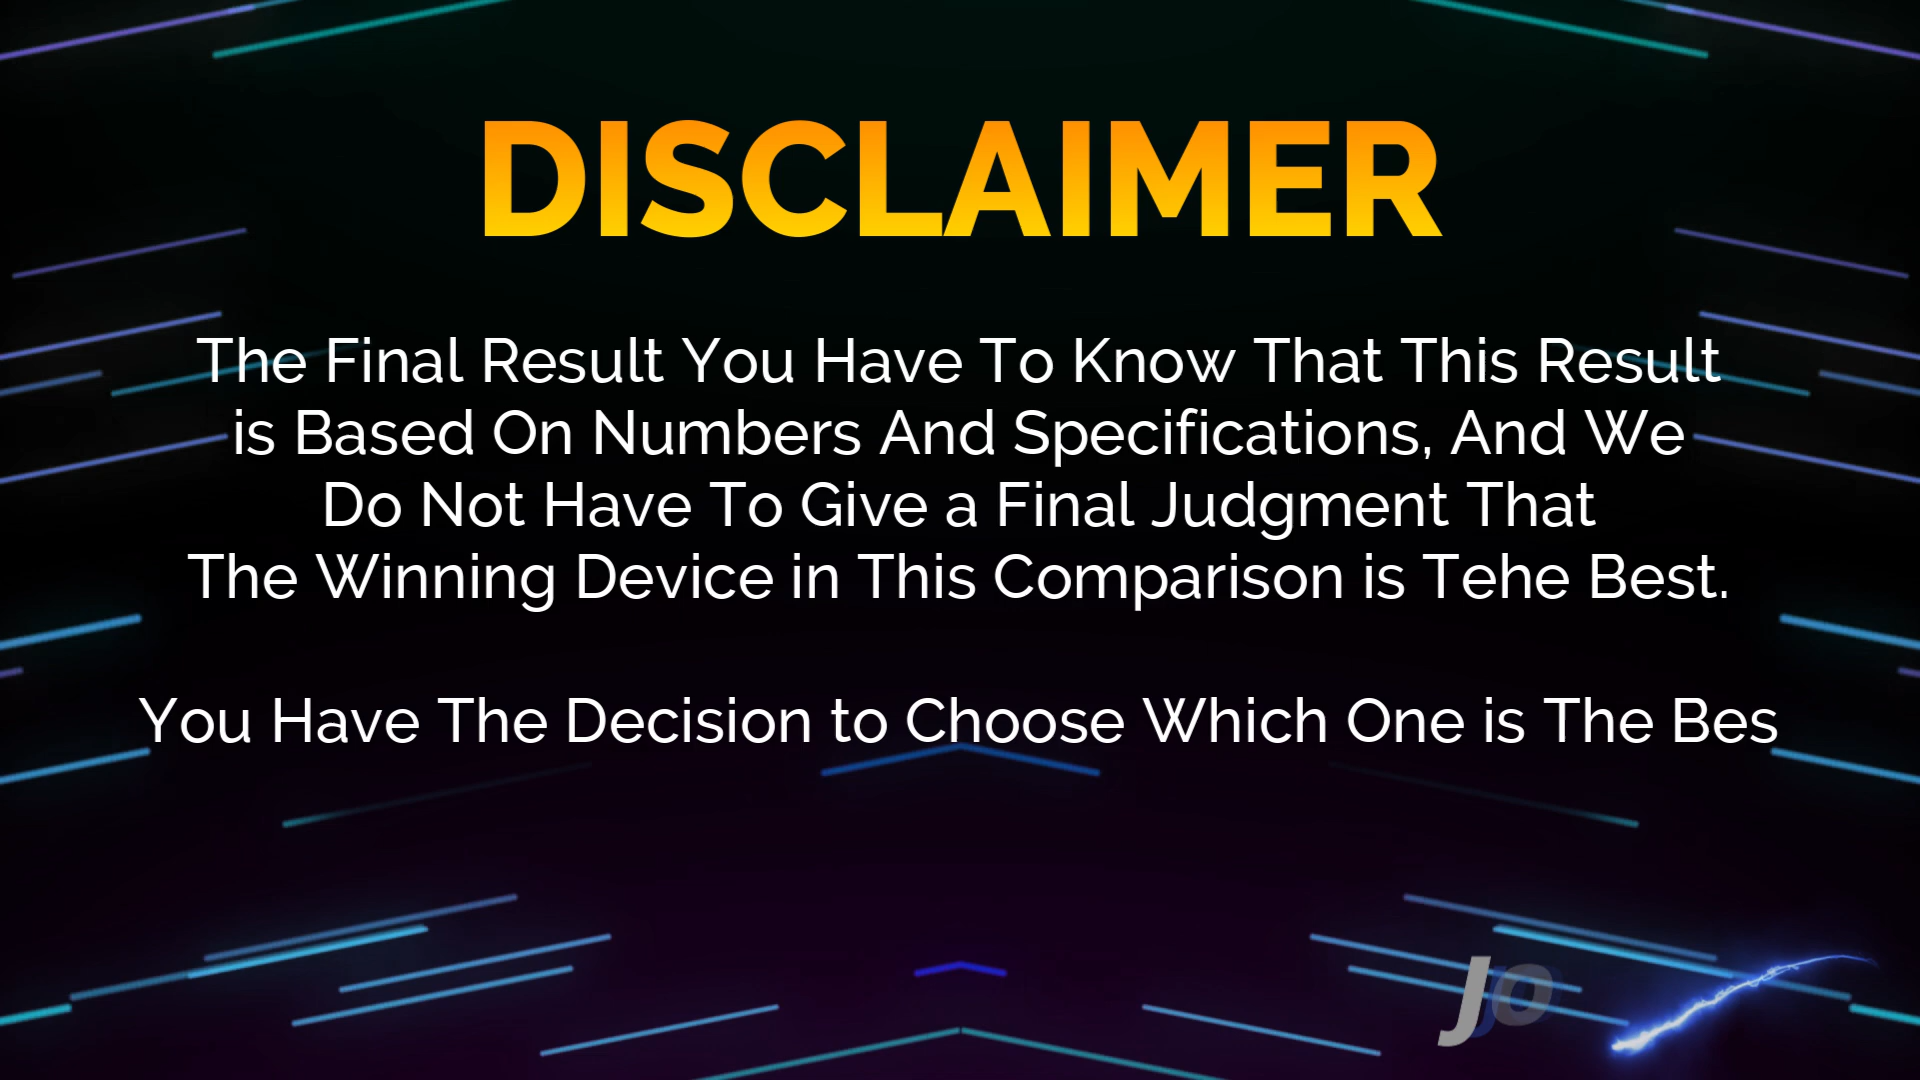 DISCLAIMER
The Final Result You Have To Know That This Result
is Based On Numbers And Specifications, And We
Do Not Have To Give a Final Judgment That
The Winning Device in This Comparison is Tehe Best.
You Have The Decision to Choose Which One is The Bes
JO